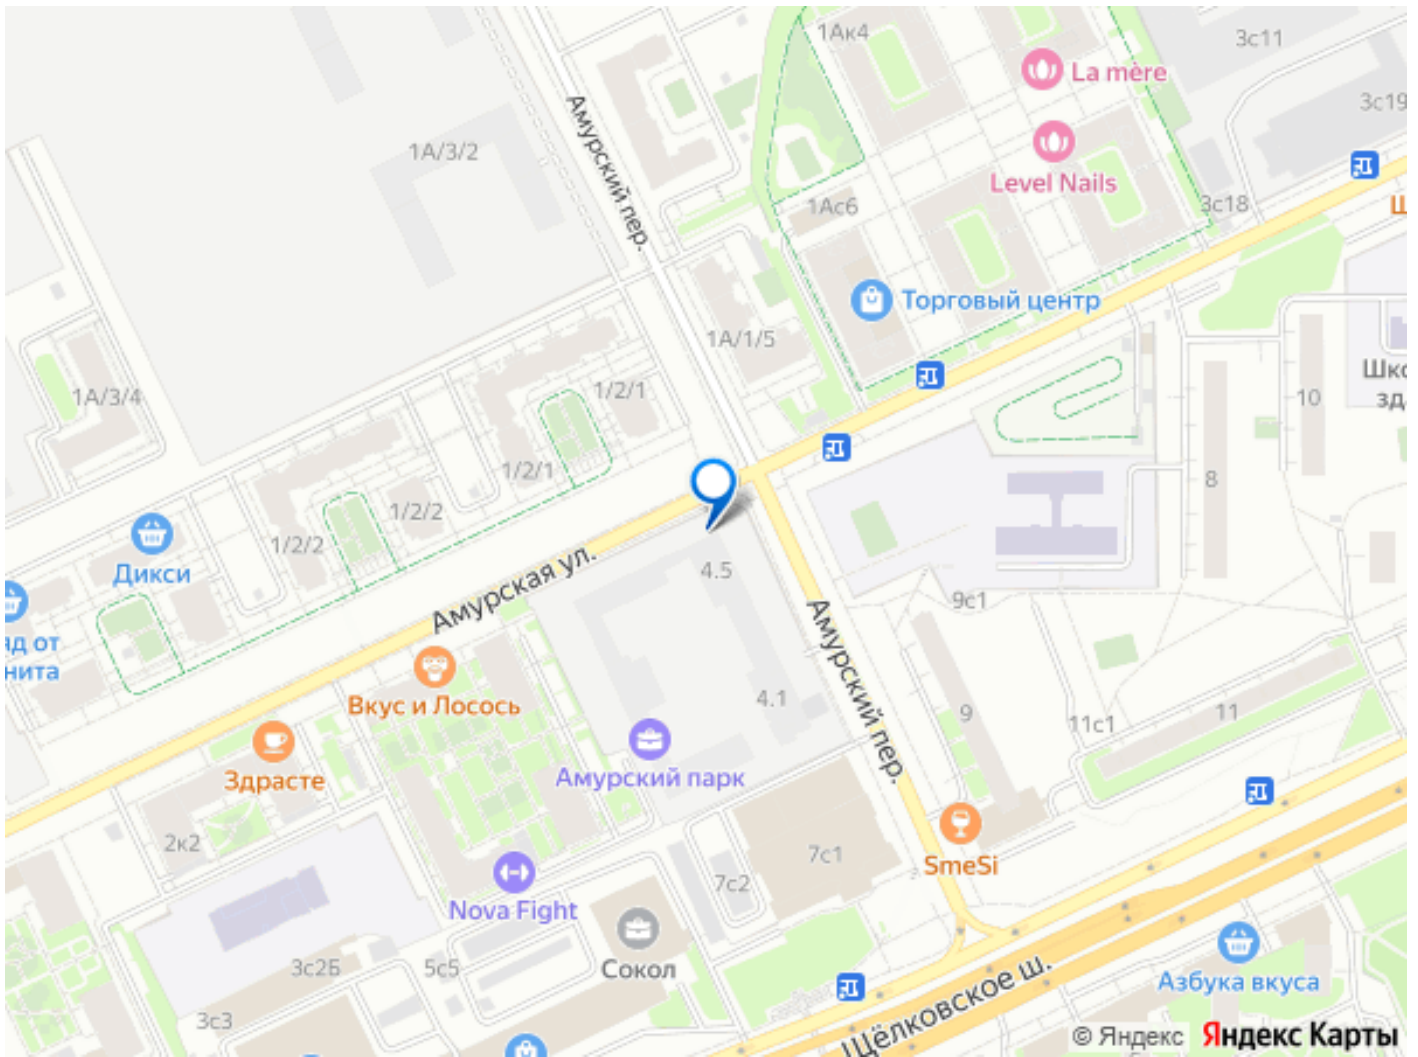 1Ак4
3с11
La mère
3с19
Амурский пер.
1А/3/2
Level Nails
1Ас6
3с18
Торговый центр
1А/1/5
1А/3/4
1/2/1
10
1/2/1
8
1/2/2
1/2/2
Дикси
4.5
Амурская ул.
9с1
Амурский пер.
Вкус и Лосось
4.1
9
11с1
11
Здрасте
Амурский парк
2к2
7с1
SmeSi
7с2
Nova Fight
3с2Б
5с5
Сокол
Щёлковское ш.
Азбука вкуса
3с3
© Яндекс Яндекс Карты